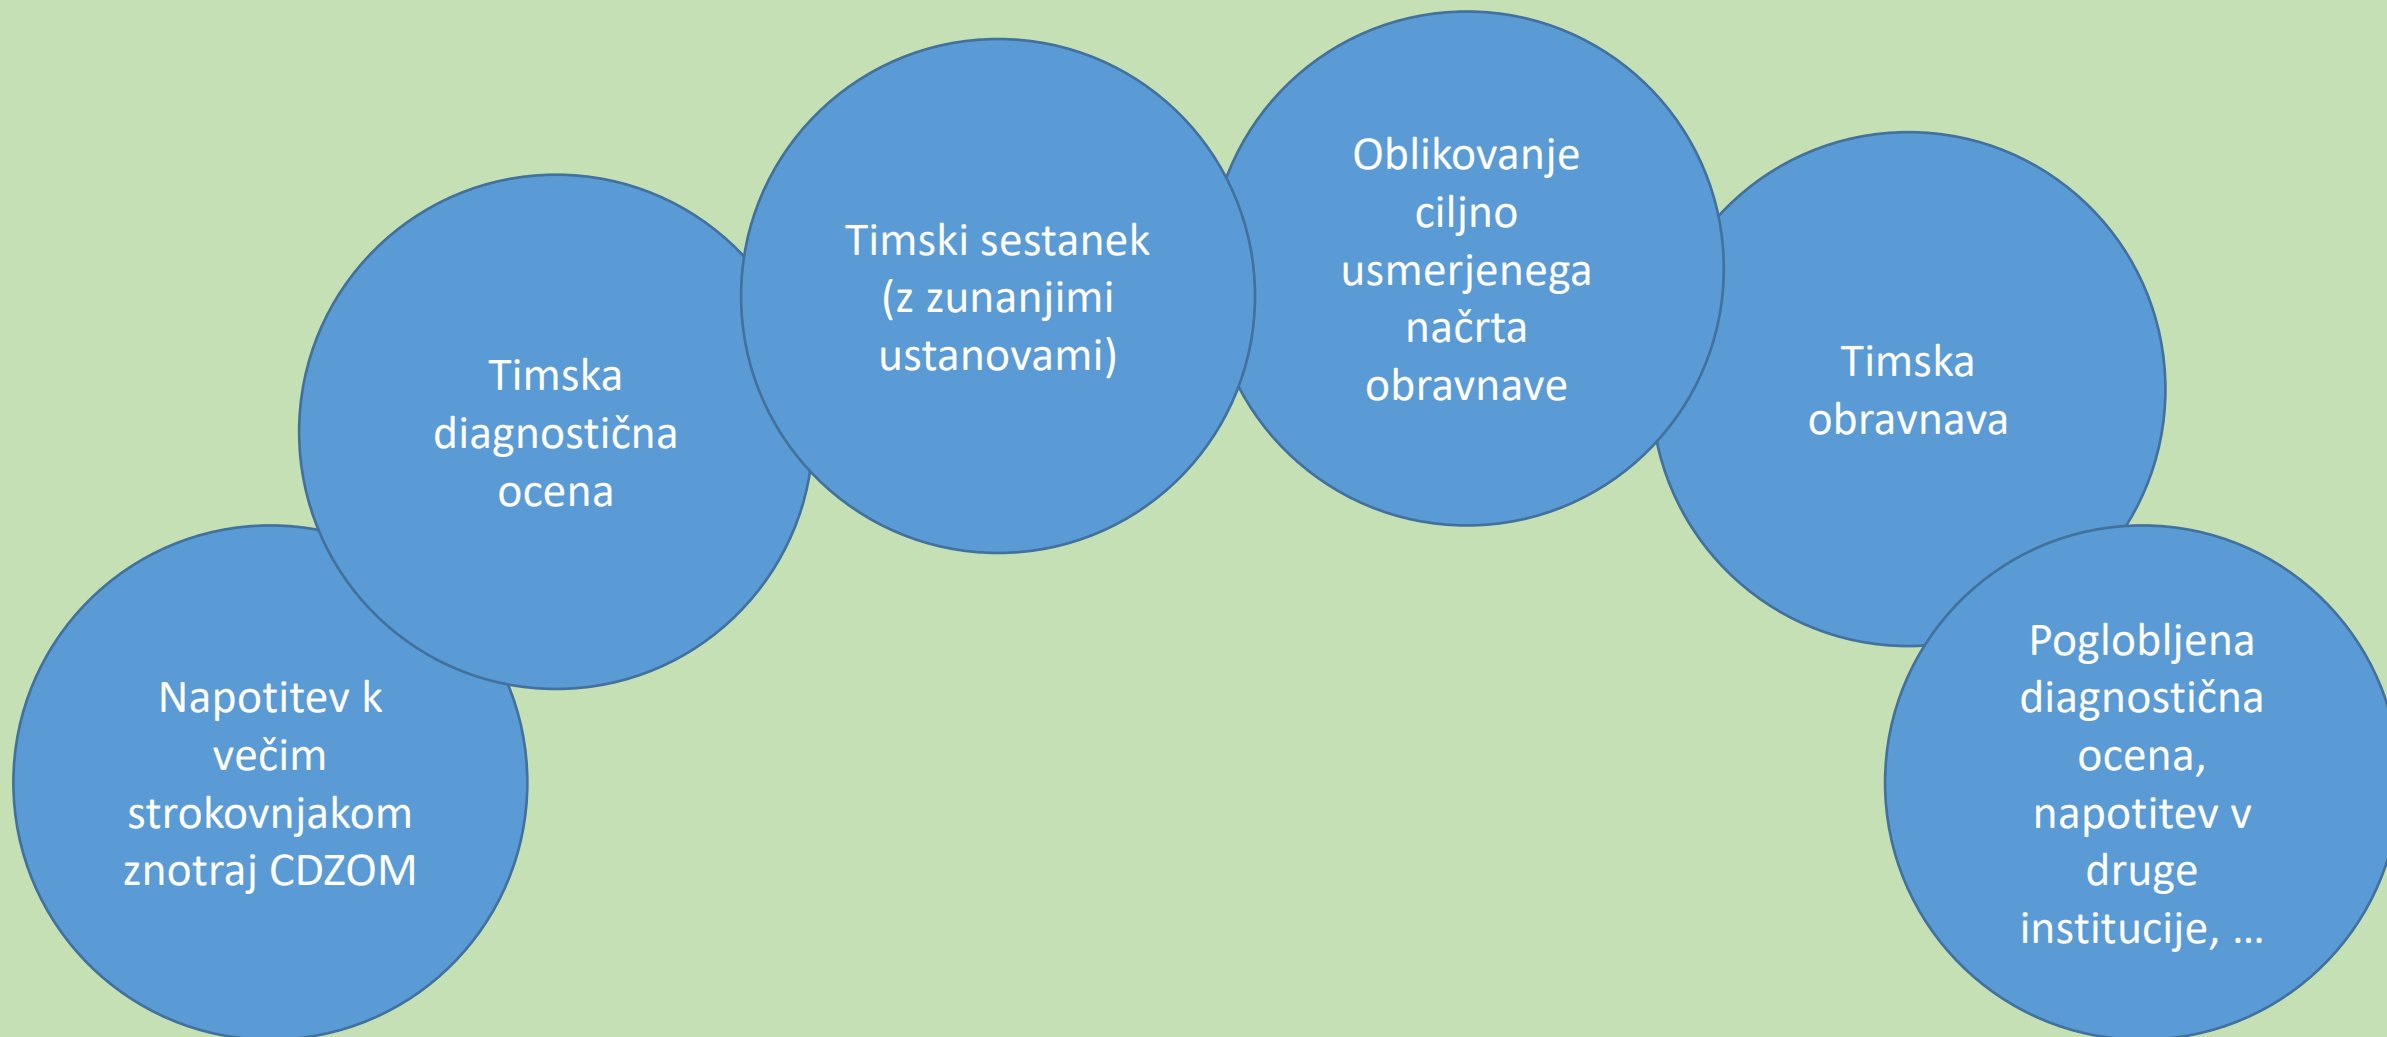 Napotitev k
večim
strokovnjakom
znotraj CDZOM
Timska
diagnostična
ocena
Timski sestanek
(z zunanjimi
ustanovami)
Oblikovanje
ciljno
usmerjenega
načrta
obravnave
Timska
obravnava
Poglobljena
diagnostična
ocena,
napotitev v
druge
institucije, ...